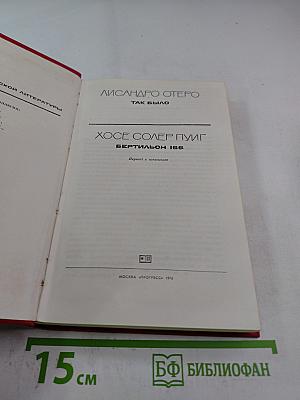 СКОЙ ЛИТЕРАТУРЫ
ЛИСАНДРО ОТЕРО
ТАК БЫЛО
ХОСЕ СОЛЕР ПУИГ
БЕРТИЛЬОН 166
Перевод с испанского
МОСКВА «ПРОГРЕСС» 1976
15 см
БФ БИБЛИОФАН